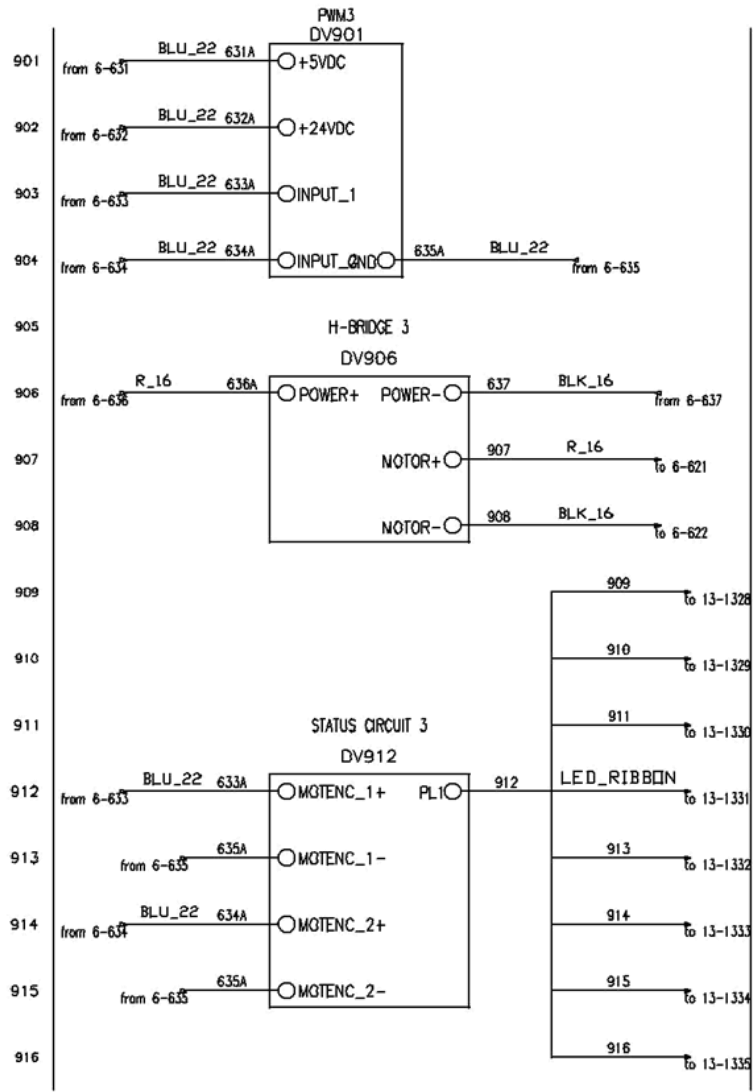 PWM3
DV901
901 from 6-631 BLU_22 631A +5VDC
902 from 6-632 BLU_22 632A +24VDC
903 from 6-633 BLU_22 633A INPUT_1
904 from 6-634 BLU_22 634A INPUT_ GND 635A BLU_22 from 6-635
905 H-BRIDGE 3
DV906
906 from 6-636 R_16 636A POWER+ POWER- 637 BLK_16 from 6-637
907 MOTOR+ 907 R_16 to 6-621
908 MOTOR- 908 BLK_16 to 6-622
909 909 to 13-1328
910 910 to 13-1329
911 STATUS CIRCUIT 3 911 to 13-1330
DV912
912 from 6-633 BLU_22 633A MOTENC_1+ PL1 912 LED_RIBBON to 13-1331
913 from 6-635 635A MOTENC_1- 913 to 13-1332
914 from 6-634 BLU_22 634A MOTENC_2+ 914 to 13-1333
915 from 6-635 635A MOTENC_2- 915 to 13-1334
916 916 to 13-1335